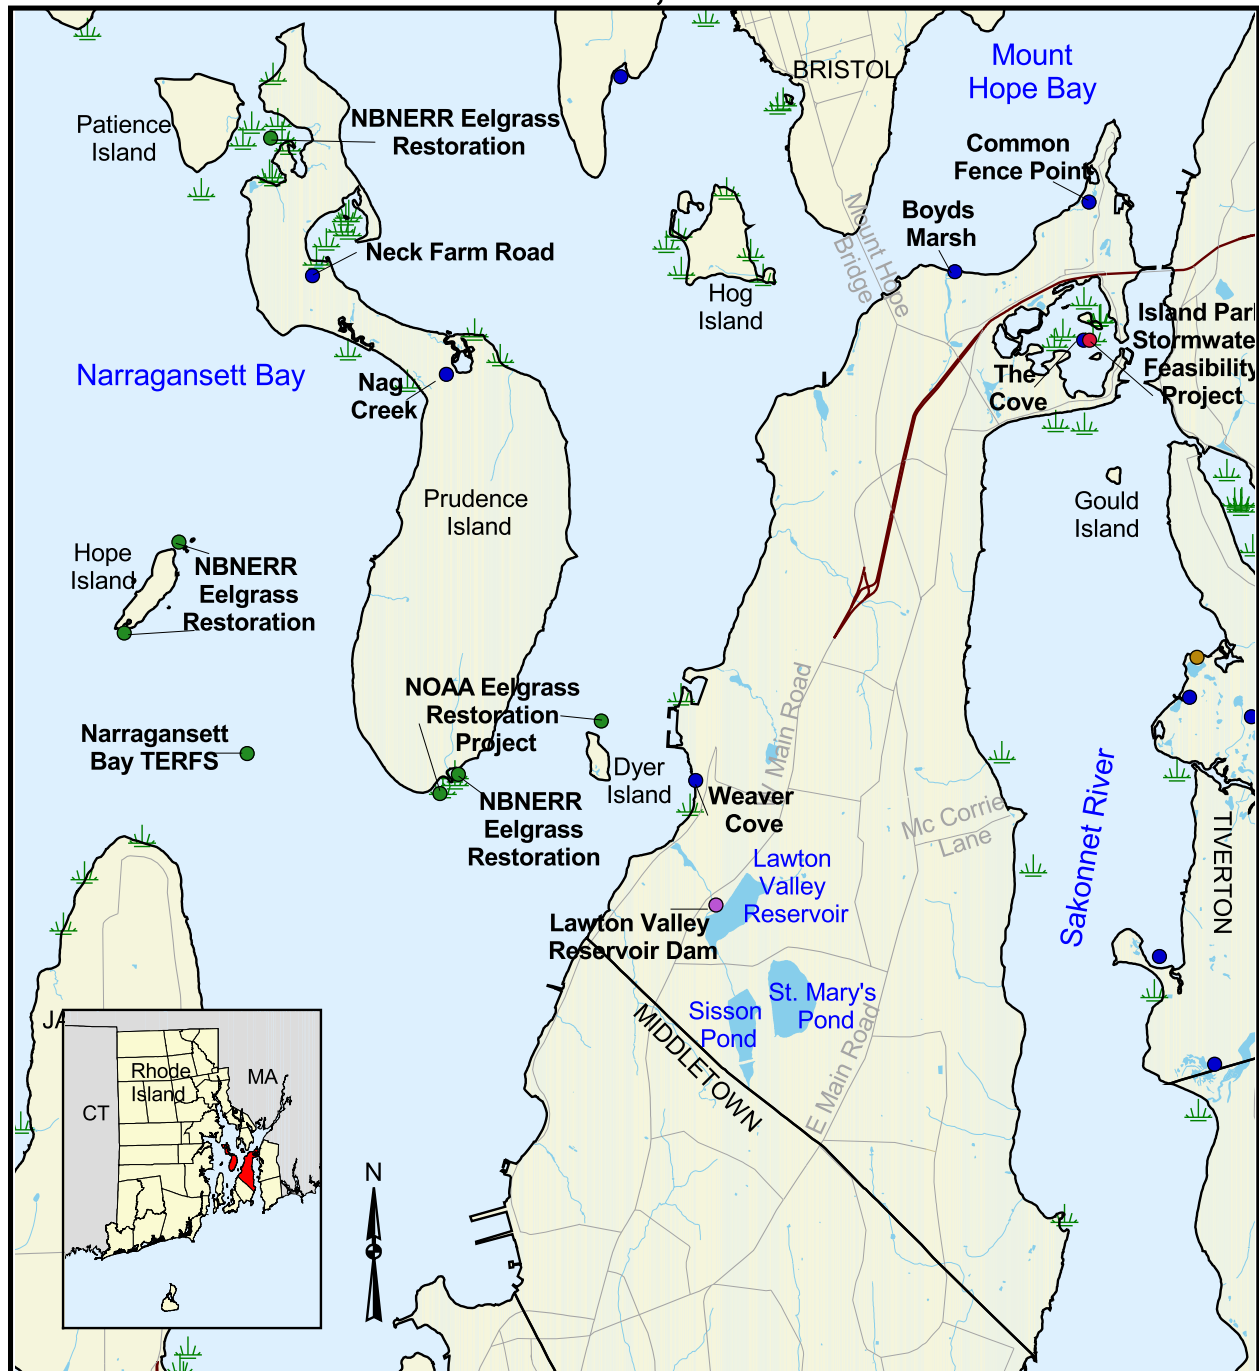 BRISTOL
Mount
Hope Bay
Patience
Island
NBNERR Eelgrass
Restoration
Common
Fence Point
Boyds
Marsh
Mount Hope
Bridge
Neck Farm Road
Hog
Island
Island Park
Stormwate
Feasibility
Project
The
Cove
Narragansett Bay
Nag
Creek
Prudence
Island
Gould
Island
Hope
Island
NBNERR
Eelgrass
Restoration
NOAA Eelgrass
Restoration
Project
W Main Road
Narragansett
Bay TERFS
Dyer
Island
Weaver
Cove
NBNERR
Eelgrass
Restoration
Mc Corrie
Lane
Sakonnet River
TIVERTON
Lawton
Valley
Reservoir
Lawton Valley
Reservoir Dam
St. Mary's
Pond
Sisson
Pond
MIDDLETOWN
E Main Road
JA
Rhode
Island
MA
CT
N